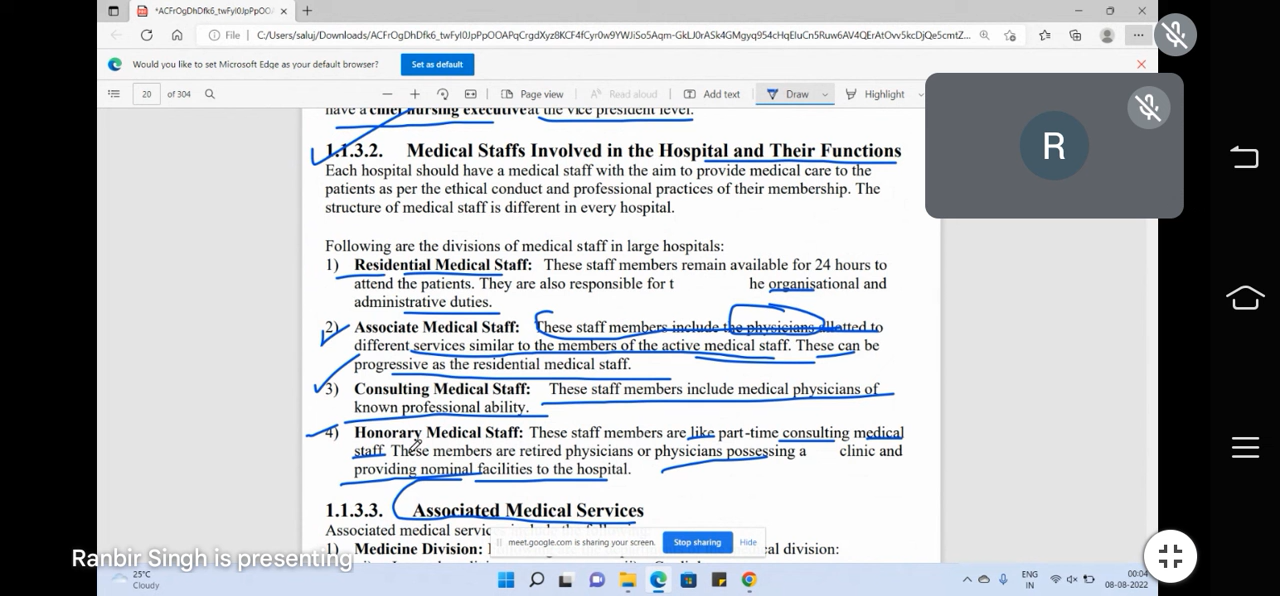 *ACFrOgDhDfk6_twFyI0JpPpOO
File
C:/Users/saluj/Downloads/ACFrOgDhDfk6_twFyI0JpPpOOAPqCrgdXyz8KCF4fCyr0w9YWJiSo5Aqm-GkLJ0rASk4GMgyq954cHqEluCn5Ruw6AV4QErAtOvv5kcDjQe5cmtZ...
Would you like to set Microsoft Edge as your default browser?
Set as default
20 of 304
Page view
Read aloud
Add text
Draw
Highlight
have a chief nursing executiveat the vice president level.
R
1.1.3.2. Medical Staffs Involved in the Hospital and Their Functions
Each hospital should have a medical staff with the aim to provide medical care to the
patients as per the ethical conduct and professional practices of their membership. The
structure of medical staff is different in every hospital.
Following are the divisions of medical staff in large hospitals:
1) Residential Medical Staff: These staff members remain available for 24 hours to
attend the patients. They are also responsible for t he organisational and
administrative duties.
2) Associate Medical Staff: These staff members include the physicians allotted to
different services similar to the members of the active medical staff. These can be
progressive as the residential medical staff.
3) Consulting Medical Staff: These staff members include medical physicians of
known professional ability.
4) Honorary Medical Staff: These staff members are like part-time consulting medical
staff. These members are retired physicians or physicians possessing a clinic and
providing nominal facilities to the hospital.
1.1.3.3. Associated Medical Services
Associated medical
1) Medicine Division: division:
meet.google.com is sharing your screen.
Stop sharing
Hide
Ranbir Singh is presenting
25°C
Cloudy
ENG
IN
00:04
08-08-2022